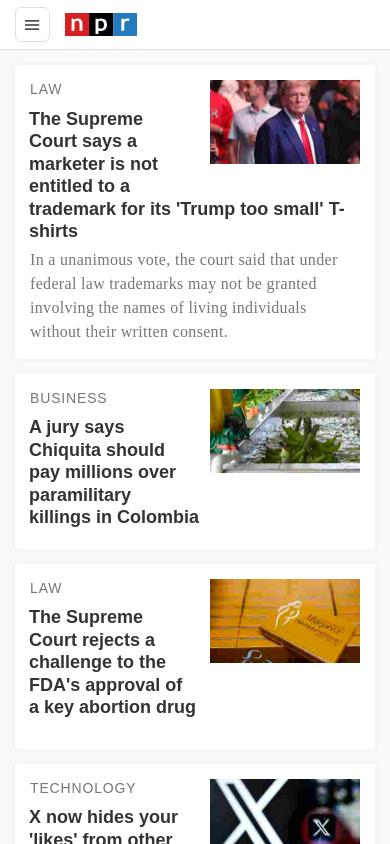 npr
LAW
The Supreme
Court says a
marketer is not
entitled to a
trademark for its 'Trump too small' T-
shirts
In a unanimous vote, the court said that under
federal law trademarks may not be granted
involving the names of living individuals
without their written consent.
BUSINESS
A jury says
Chiquita should
pay millions over
paramilitary
killings in Colombia
LAW
The Supreme
Court rejects a
challenge to the
FDA's approval of
a key abortion drug
TECHNOLOGY
X now hides your
'likes' from other